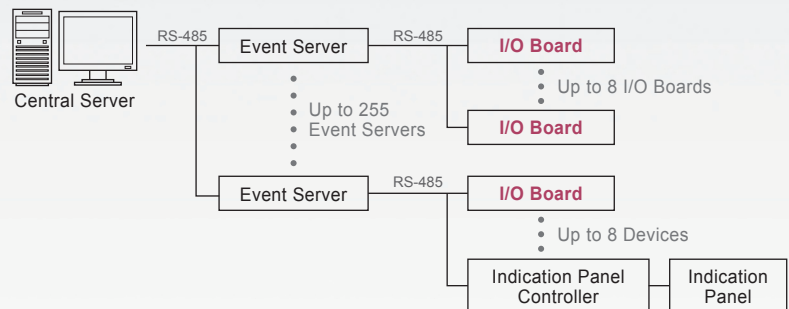 RS-485
Event Server
RS-485
I/O Board
Central Server
Up to 8 I/O Boards
Up to 255
Event Servers
I/O Board
Event Server
RS-485
I/O Board
Up to 8 Devices
Indication Panel
Controller
Indication
Panel